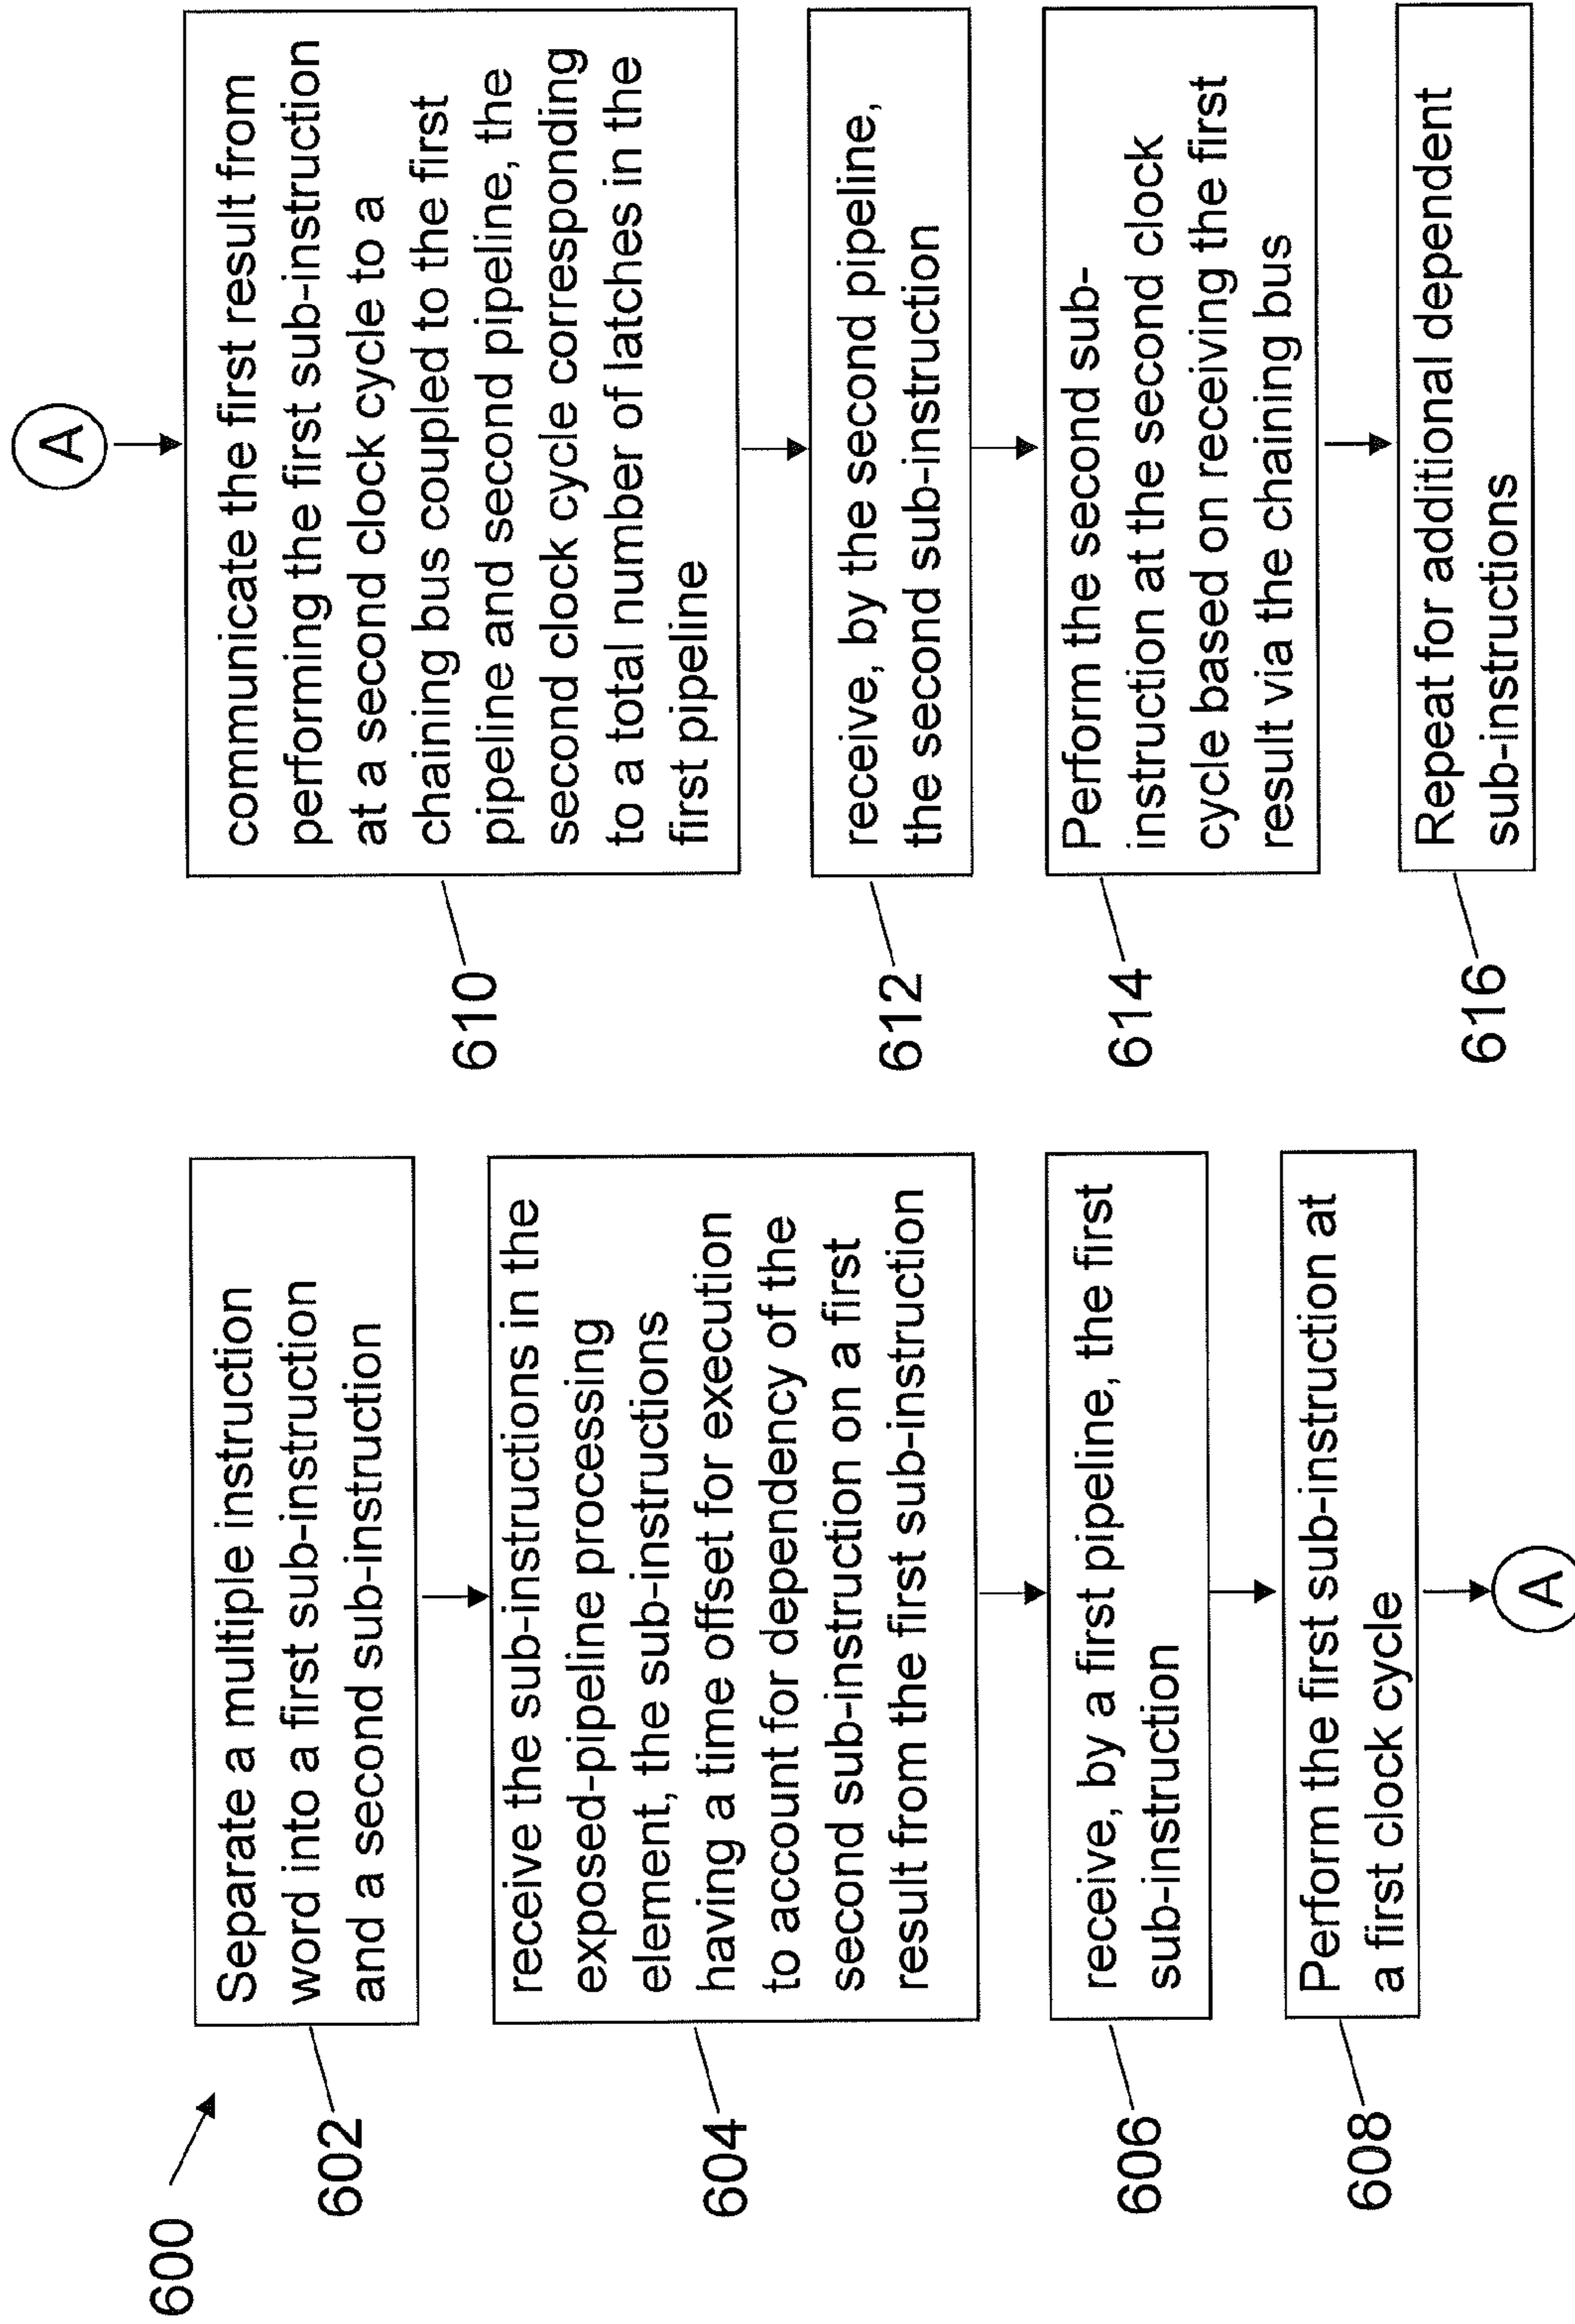 600
602
Separate a multiple instruction
word into a first sub-instruction
and a second sub-instruction
604
receive the sub-instructions in the
exposed-pipeline processing
element, the sub-instructions
having a time offset for execution
to account for dependency of the
second sub-instruction on a first
result from the first sub-instruction
606
receive, by a first pipeline, the first
sub-instruction
608
Perform the first sub-instruction at
a first clock cycle
A
A
610
communicate the first result from
performing the first sub-instruction
at a second clock cycle to a
chaining bus coupled to the first
pipeline and second pipeline, the
second clock cycle corresponding
to a total number of latches in the
first pipeline
612
receive, by the second pipeline,
the second sub-instruction
614
Perform the second sub-
instruction at the second clock
cycle based on receiving the first
result via the chaining bus
616
Repeat for additional dependent
sub-instructions